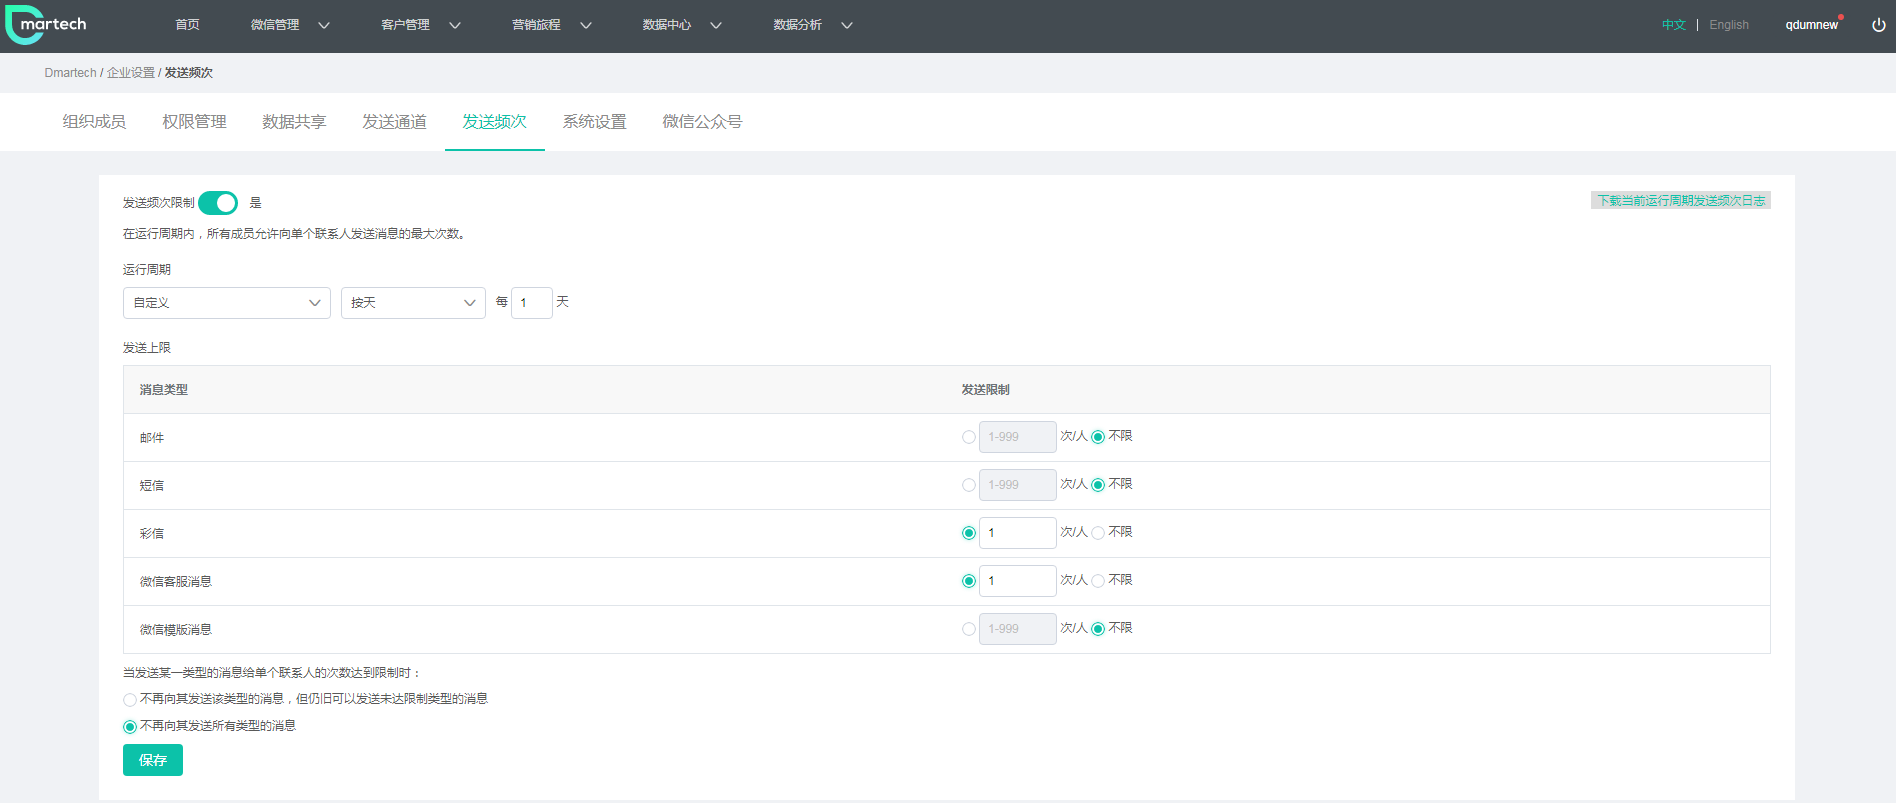 Dmartech 首页 微信管理 客户管理 营销旅程 数据中心 数据分析 中文 | English qdumnew
Dmartech / 企业设置 / 发送频次
组织成员 权限管理 数据共享 发送通道 发送频次 系统设置 微信公众号
发送频次限制 是 下载当前运行周期发送频次日志
在运行周期内，所有成员允许向单个联系人发送消息的最大次数。
运行周期
自定义 按天 每 1 天
发送上限
消息类型 发送限制
邮件 1-999 次/人 不限
短信 1-999 次/人 不限
彩信 1 次/人 不限
微信客服消息 1 次/人 不限
微信模版消息 1-999 次/人 不限
当发送某一类型的消息给单个联系人的次数达到限制时：
不再向其发送该类型的消息，但仍旧可以发送未达限制类型的消息
不再向其发送所有类型的消息
保存